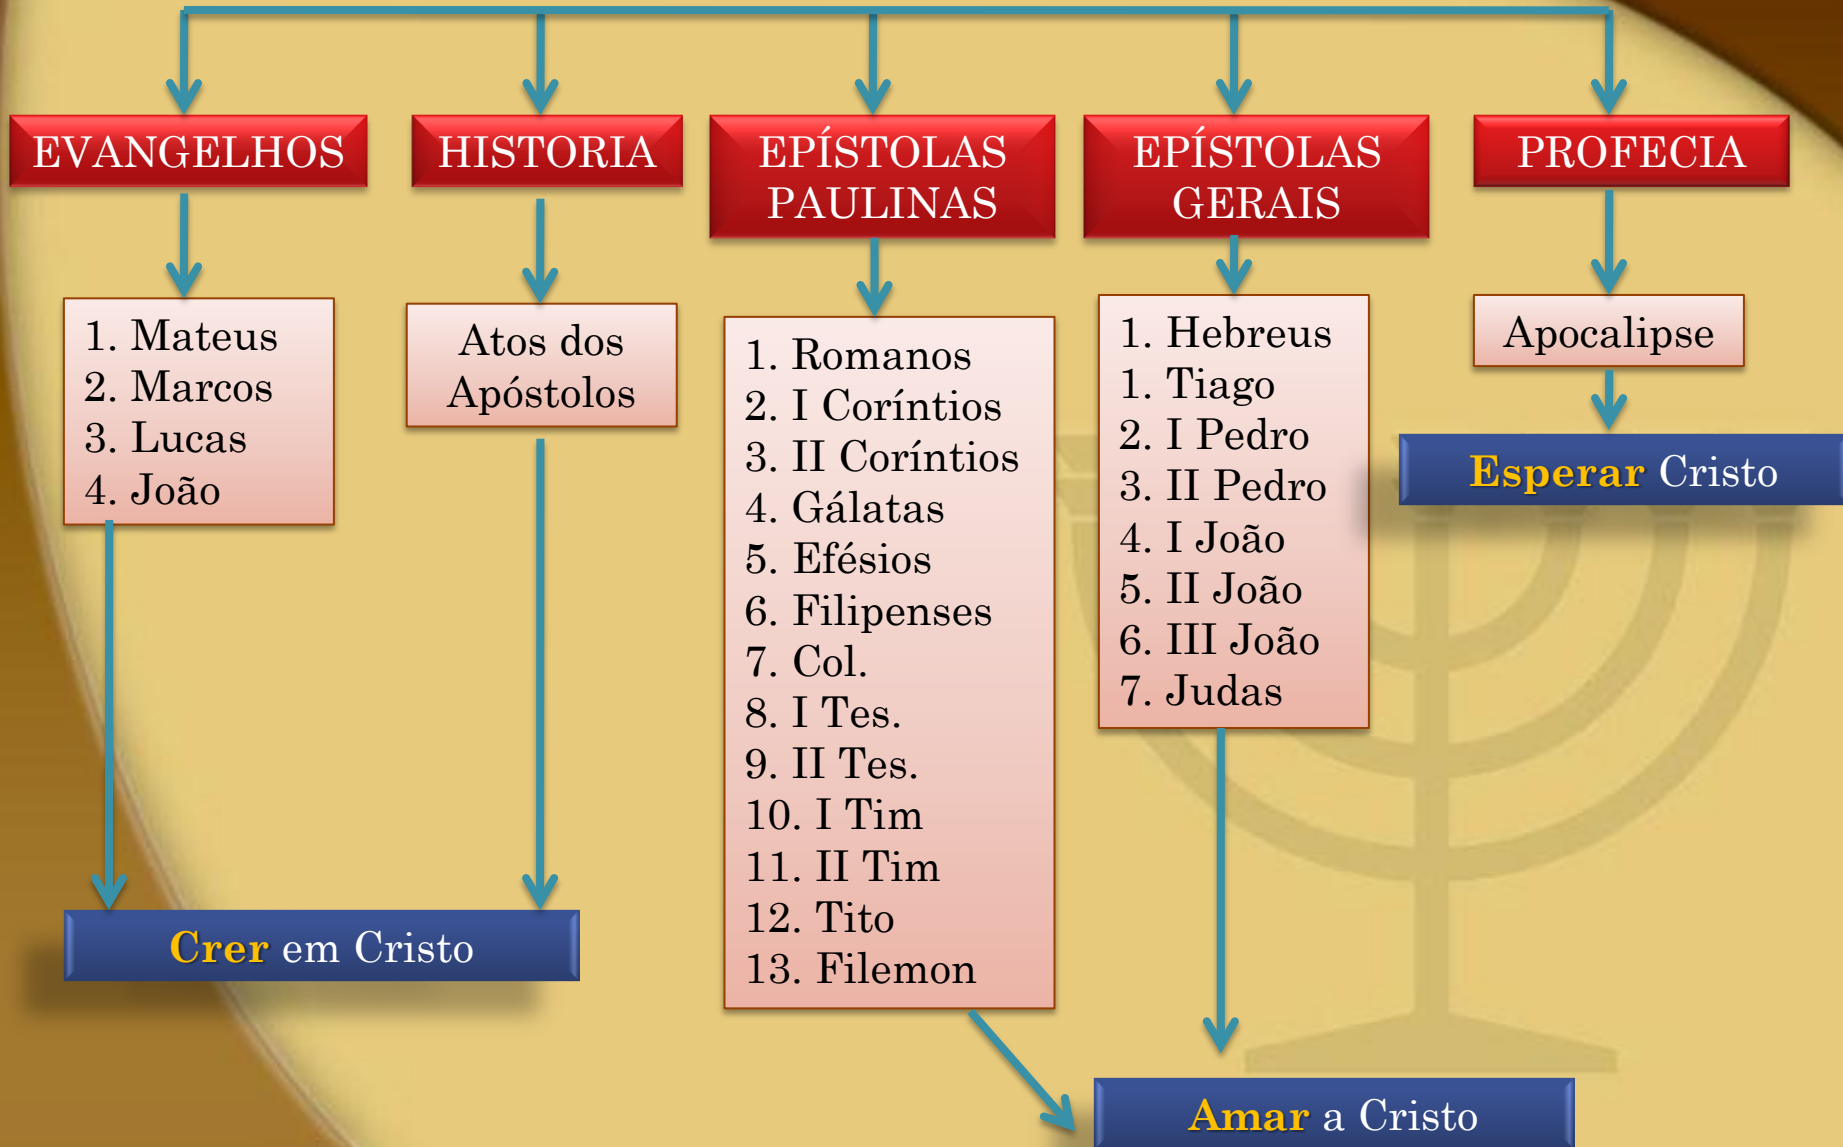 EVANGELHOS
1. Mateus
2. Marcos
3. Lucas
4. João
HISTORIA
Atos dos
Apóstolos
Crer em Cristo
EPÍSTOLAS
PAULINAS
1. Romanos
2. I Coríntios
3. II Coríntios
4. Gálatas
5. Efésios
6. Filipenses
7. Col.
8. I Tes.
9. II Tes.
10. I Tim
11. II Tim
12. Tito
13. Filemon
EPÍSTOLAS
GERAIS
1. Hebreus
1. Tiago
2. I Pedro
3. II Pedro
4. I João
5. II João
6. III João
7. Judas
Amar a Cristo
PROFECIA
Apocalipse
Esperar Cristo